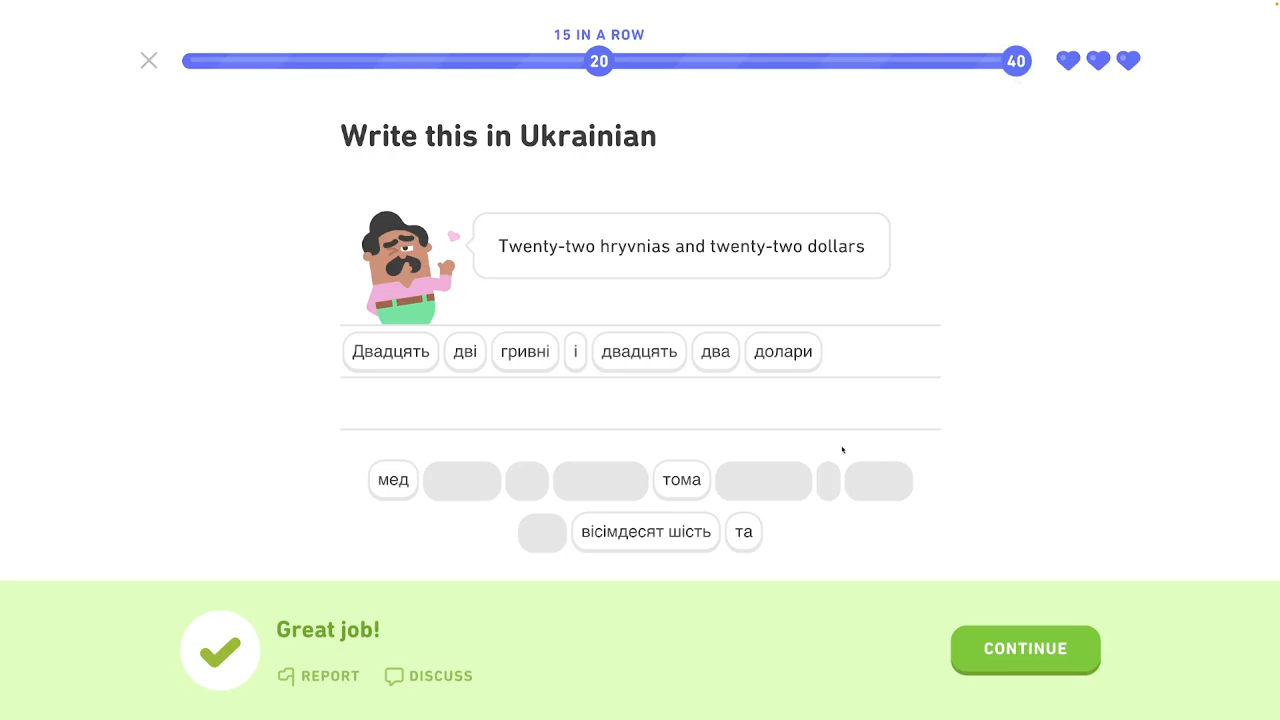 15 IN A ROW
20
40
Write this in Ukrainian
Twenty-two hryvnias and twenty-two dollars
Двадцять дві гривні і двадцять два долари
мед тома
вісімдесят шість та
Great job!
CONTINUE
REPORT DISCUSS